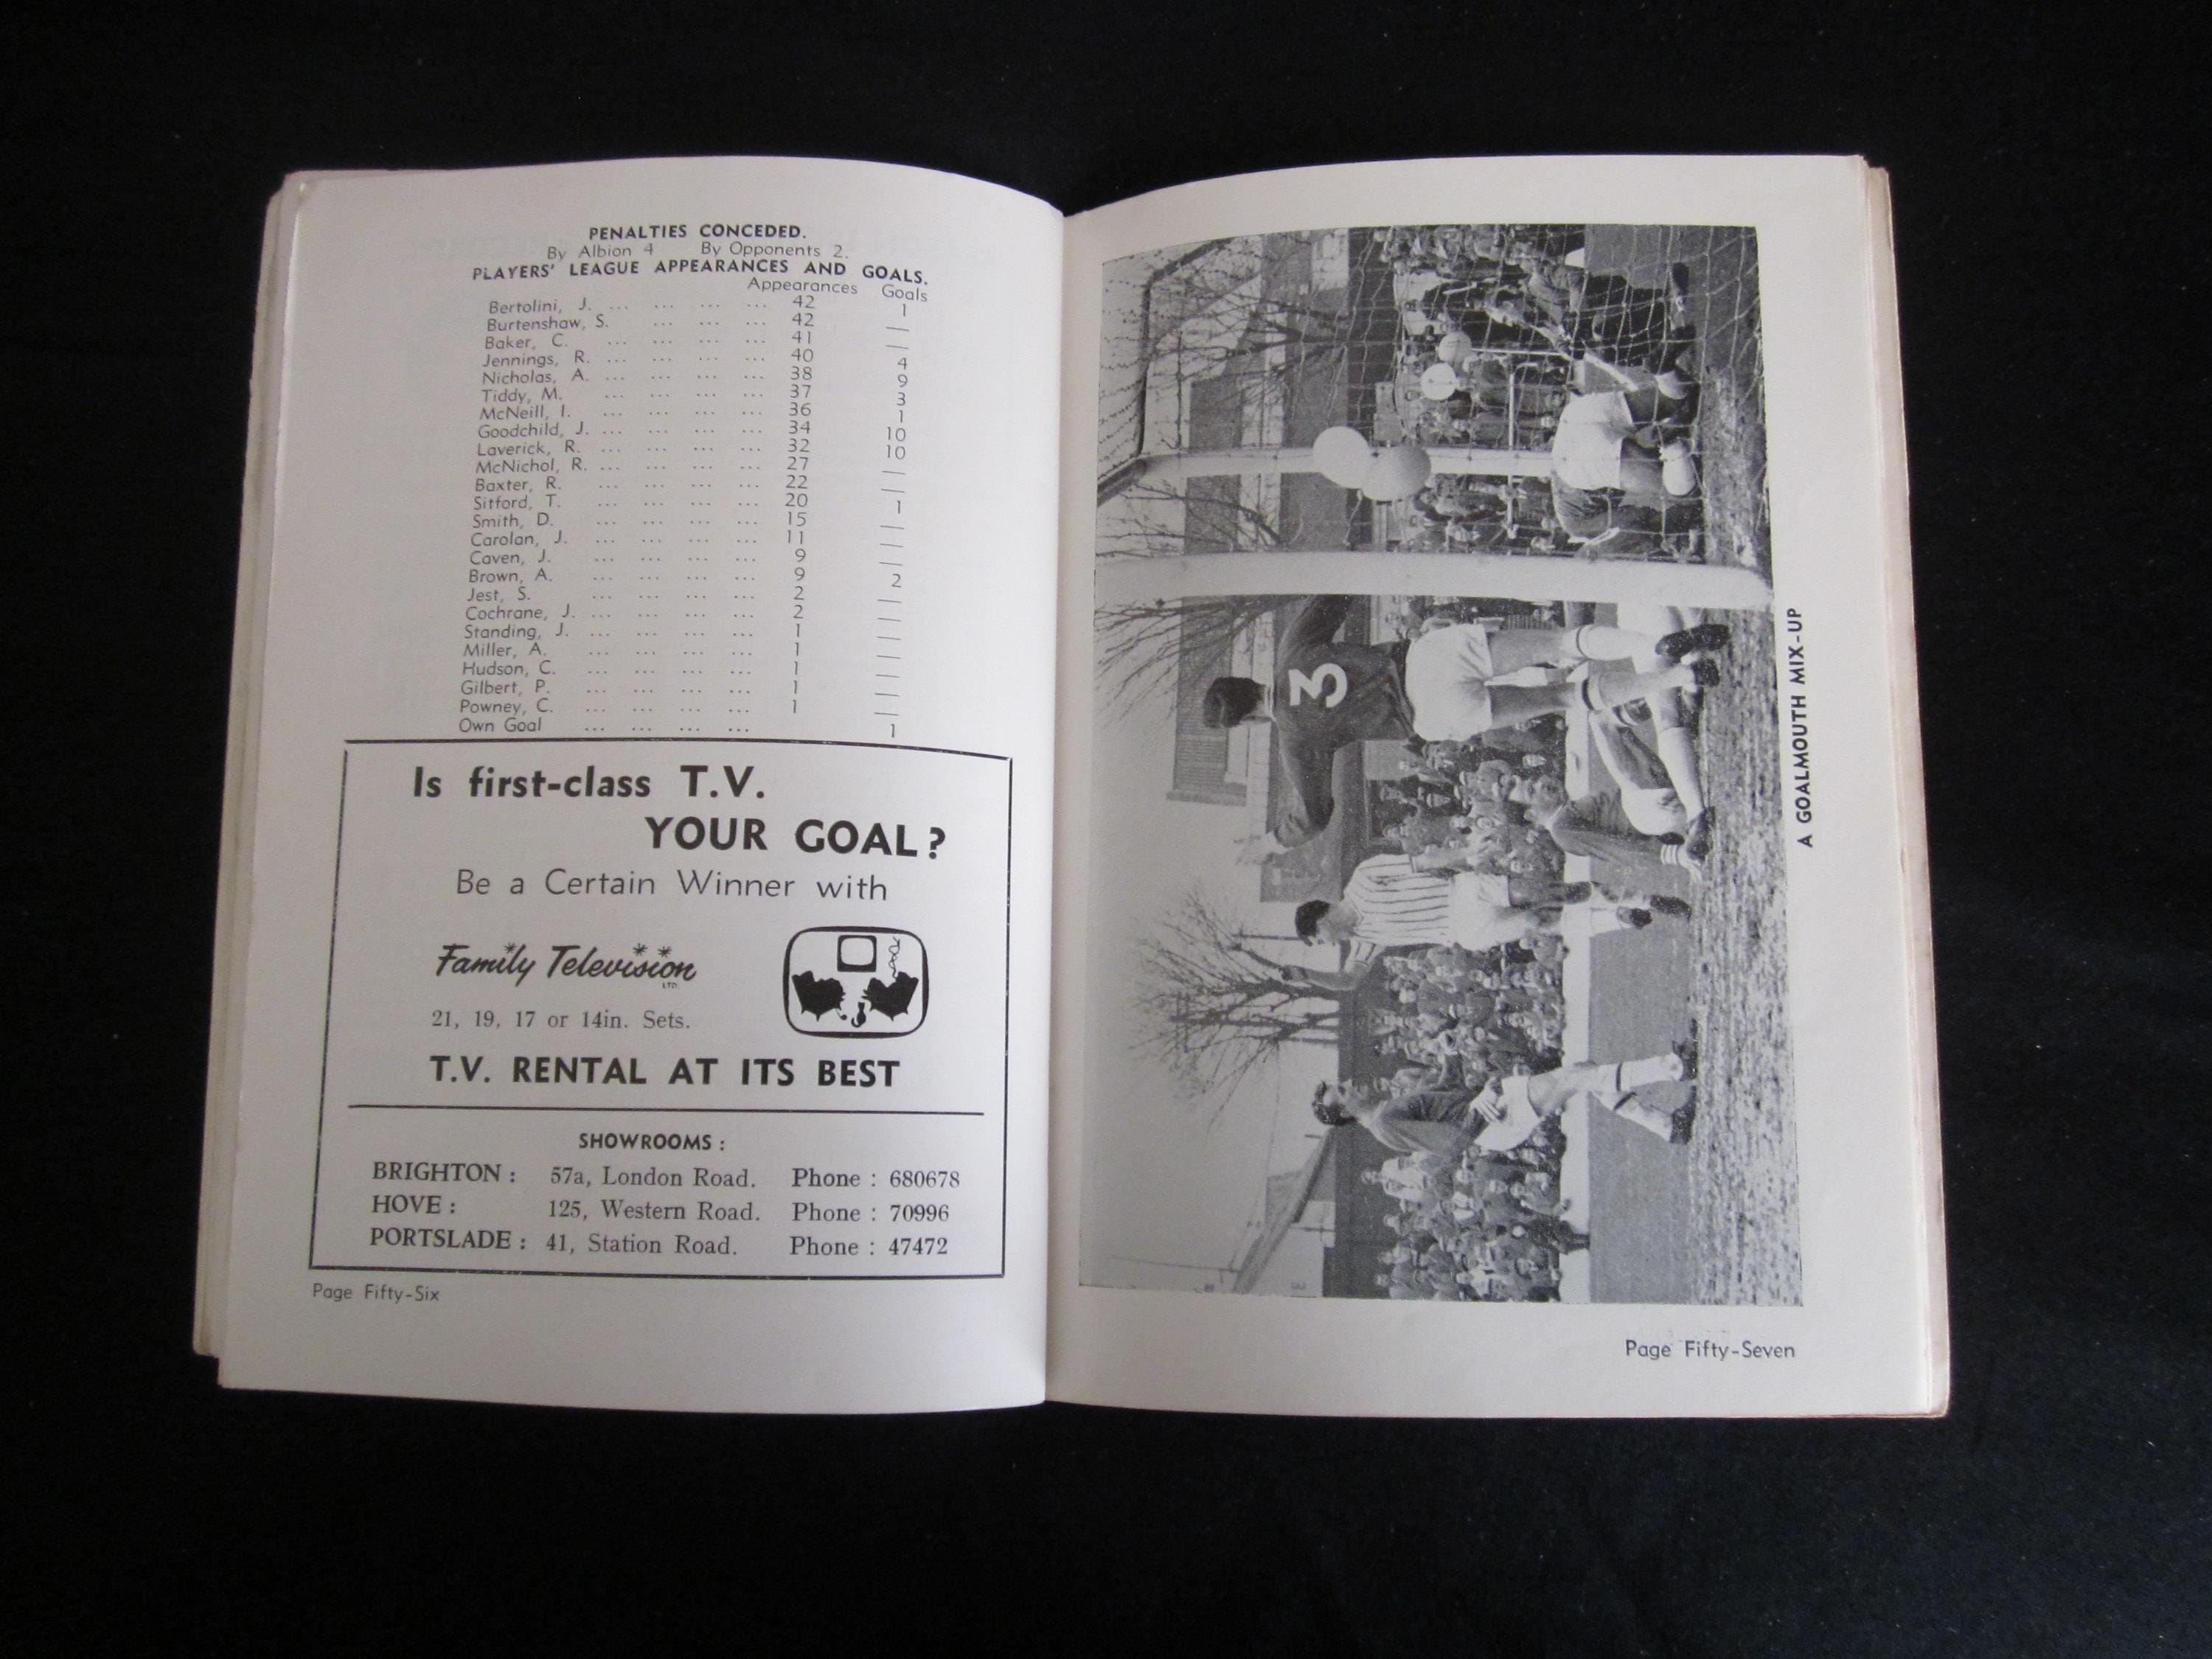 PENALTIES CONCEDED.
By Albion 4 By Opponents 2.
PLAYERS' LEAGUE APPEARANCES AND GOALS.
Appearances Goals
Bertolini, J. ... ... ... ... 42 1
Burtenshaw, S. ... ... ... 42 —
Baker, C. ... ... ... ... 41 —
Jennings, R. ... ... ... ... 40 4
Nicholas, A. ... ... ... ... 38 9
Tiddy, M. ... ... ... ... 37 3
McNeill, I. ... ... ... ... 36 1
Goodchild, J. ... ... ... ... 34 10
Laverick, R. ... ... ... ... 32 10
McNichol, R. ... ... ... ... 27 —
Baxter, R. ... ... ... ... 22 —
Sitford, T. ... ... ... ... 20 1
Smith, D. ... ... ... ... 15 —
Carolan, J. ... ... ... ... 11 —
Caven, J. ... ... ... ... 9 —
Brown, A. ... ... ... ... 9 2
Jest, S. ... ... ... ... 2 —
Cochrane, J. ... ... ... ... 2 —
Standing, J. ... ... ... ... 1 —
Miller, A. ... ... ... ... 1 —
Hudson, C. ... ... ... ... 1 —
Gilbert, P. ... ... ... ... 1 —
Powney, C. ... ... ... ... 1 —
Own Goal ... ... ... ... 1
Is first-class T.V.
YOUR GOAL?
Be a Certain Winner with
Family Television
LTD.
21, 19, 17 or 14in. Sets.
T.V. RENTAL AT ITS BEST
SHOWROOMS :
BRIGHTON : 57a, London Road. Phone : 680678
HOVE : 125, Western Road. Phone : 70996
PORTSLADE : 41, Station Road. Phone : 47472
Page Fifty-Six
3
A GOALMOUTH MIX-UP
Page Fifty-Seven